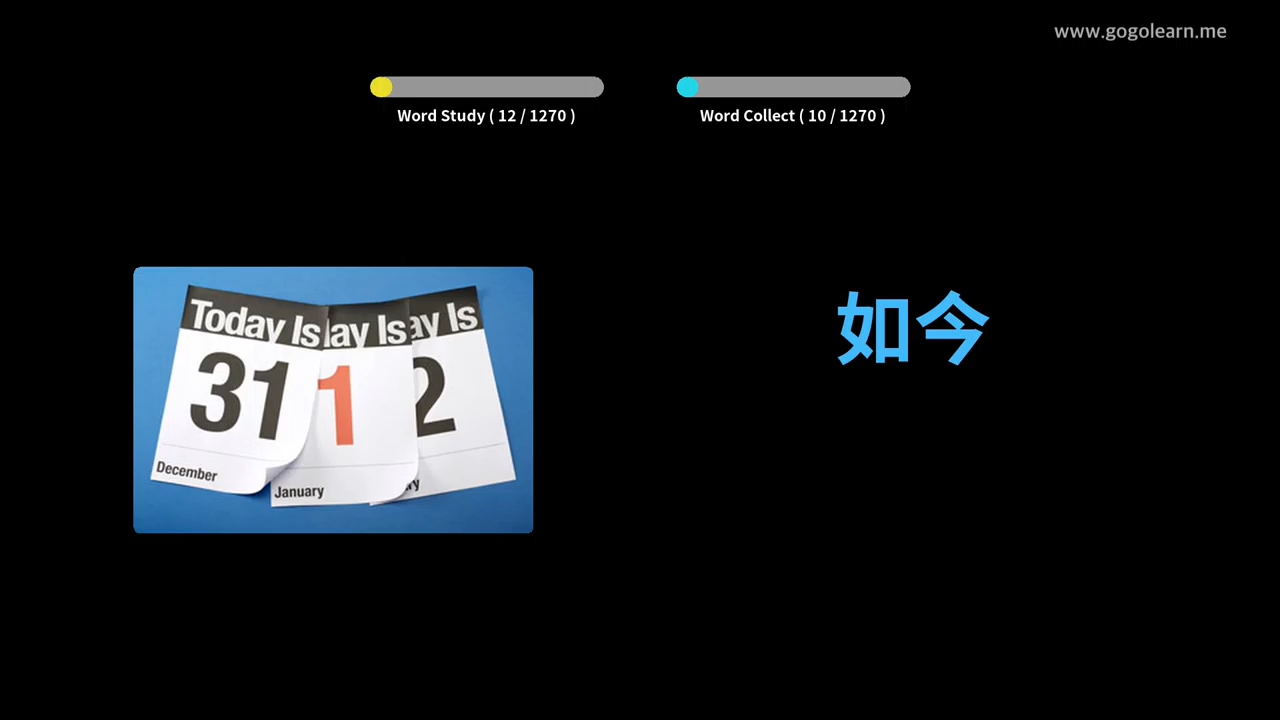 www.gogolearn.me
Word Study ( 12 / 1270 )
Word Collect ( 10 / 1270 )
Today Is
ay Is
ay Is
31
1
2
December
January
ry
如今